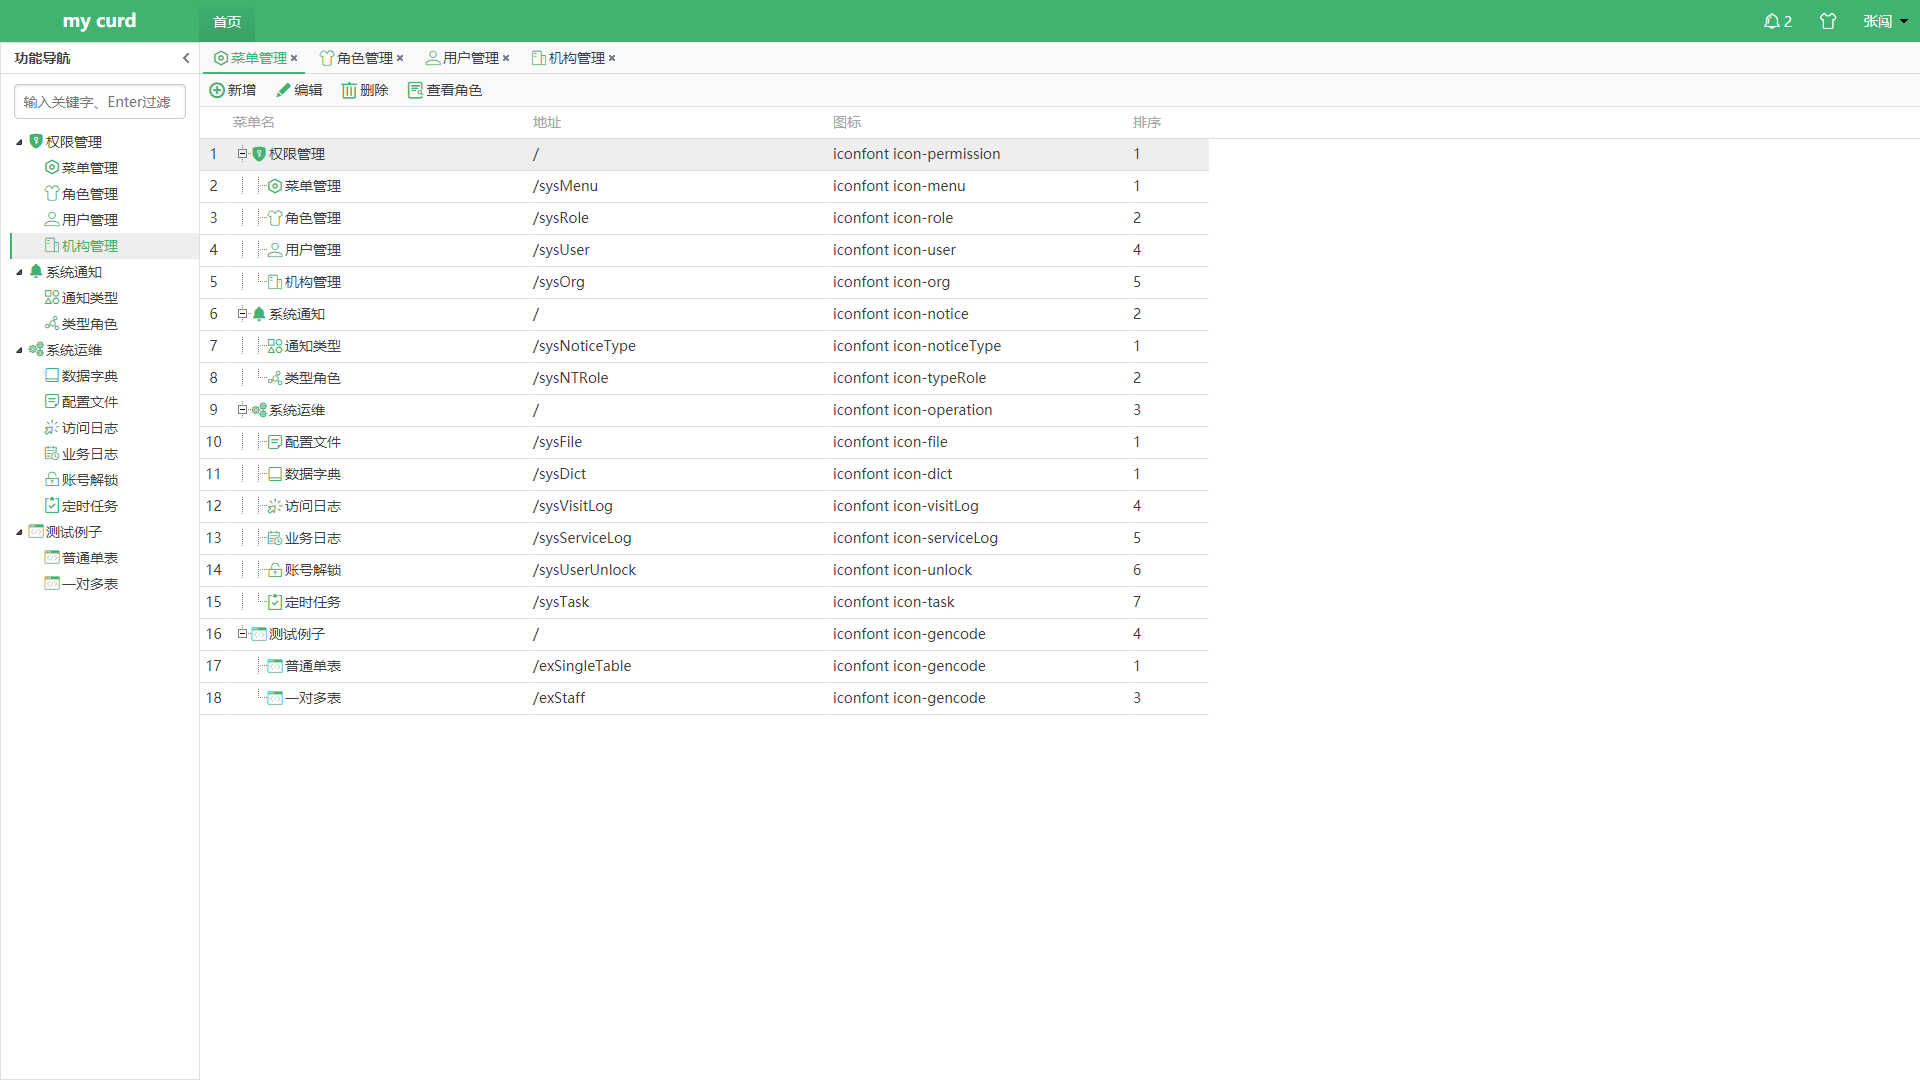 my curd
首页
2
张闯
功能导航
输入关键字、Enter过滤
权限管理
菜单管理
角色管理
用户管理
机构管理
系统通知
通知类型
类型角色
系统运维
数据字典
配置文件
访问日志
业务日志
账号解锁
定时任务
测试例子
普通单表
一对多表
菜单管理 角色管理 用户管理 机构管理
新增 编辑 删除 查看角色
菜单名 地址 图标 排序
1 权限管理 / iconfont icon-permission 1
2 菜单管理 /sysMenu iconfont icon-menu 1
3 角色管理 /sysRole iconfont icon-role 2
4 用户管理 /sysUser iconfont icon-user 4
5 机构管理 /sysOrg iconfont icon-org 5
6 系统通知 / iconfont icon-notice 2
7 通知类型 /sysNoticeType iconfont icon-noticeType 1
8 类型角色 /sysNTRole iconfont icon-typeRole 2
9 系统运维 / iconfont icon-operation 3
10 配置文件 /sysFile iconfont icon-file 1
11 数据字典 /sysDict iconfont icon-dict 1
12 访问日志 /sysVisitLog iconfont icon-visitLog 4
13 业务日志 /sysServiceLog iconfont icon-serviceLog 5
14 账号解锁 /sysUserUnlock iconfont icon-unlock 6
15 定时任务 /sysTask iconfont icon-task 7
16 测试例子 / iconfont icon-gencode 4
17 普通单表 /exSingleTable iconfont icon-gencode 1
18 一对多表 /exStaff iconfont icon-gencode 3